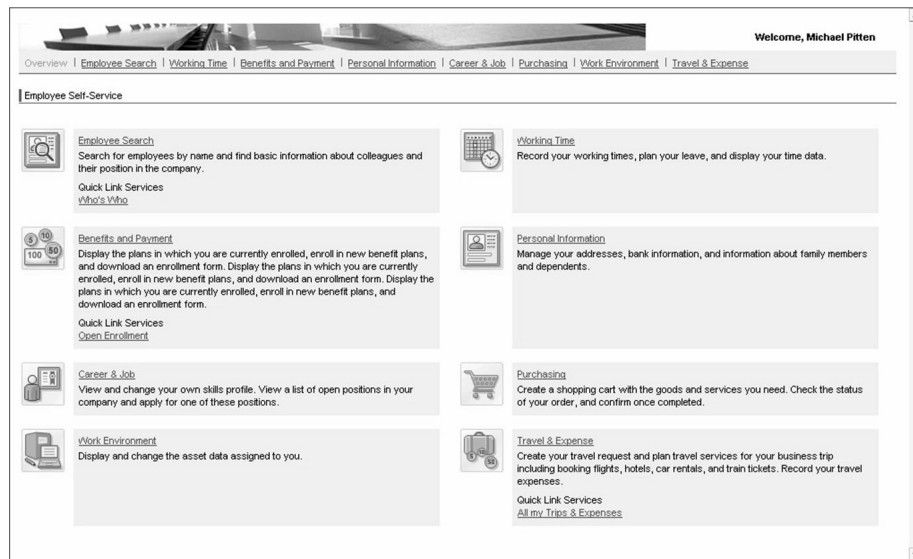 Welcome, Michael Pitten
Overview | Employee Search | Working Time | Benefits and Payment | Personal Information | Career & Job | Purchasing | Work Environment | Travel & Expense
Employee Self-Service
Employee Search
Search for employees by name and find basic information about colleagues and
their position in the company.
Quick Link Services
Who's Who
Working Time
Record your working times, plan your leave, and display your time data.
5 10
100 50
Benefits and Payment
Display the plans in which you are currently enrolled, enroll in new benefit plans,
and download an enrollment form. Display the plans in which you are currently
enrolled, enroll in new benefit plans, and download an enrollment form. Display the
plans in which you are currently enrolled, enroll in new benefit plans, and
download an enrollment form.
Quick Link Services
Open Enrollment
Personal Information
Manage your addresses, bank information, and information about family members
and dependents.
Career & Job
View and change your own skills profile. View a list of open positions in your
company and apply for one of these positions.
Purchasing
Create a shopping cart with the goods and services you need. Check the status
of your order, and confirm once completed.
Work Environment
Display and change the asset data assigned to you.
5 10 50
Travel & Expense
Create your travel request and plan travel services for your business trip
including booking flights, hotels, car rentals, and train tickets. Record your travel
expenses.
Quick Link Services
All my Trips & Expenses